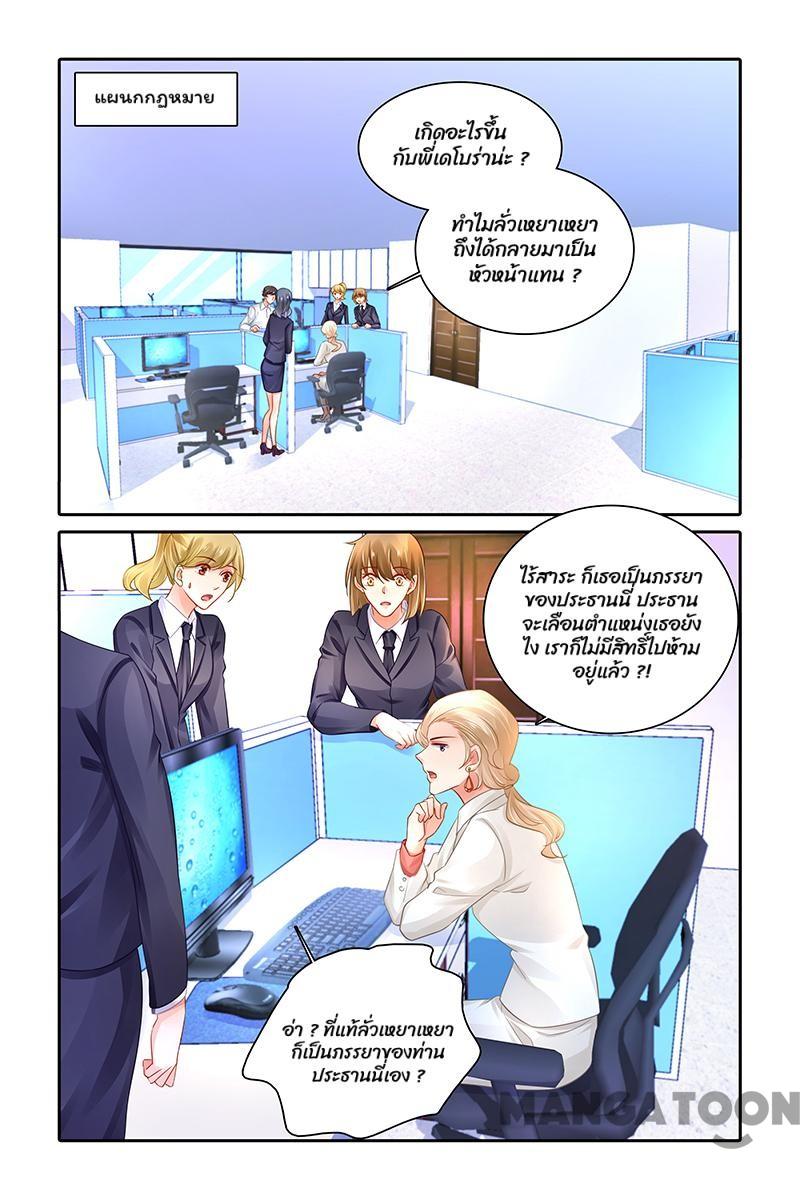 แผนกกฏหมาย
เกิดอะไรขึ้น
กับพี่เดโบร่าน่ะ ?
ทำไมลั่วเหยาเหยา
ถึงได้กลายมาเป็น
หัวหน้าแทน ?
ไร้สาระ ก็เธอเป็นภรรยา
ของประธานนี่ ประธาน
จะเลือนตำแหน่งเธอยัง
ไง เราก็ไม่มีสิทธิ์ไปห้าม
อยู่แล้ว ?!
อ่า ? ที่แท้ลั่วเหยาเหยา
ก็เป็นภรรยาของท่าน
ประธานนี่เอง ?
MANGATOON